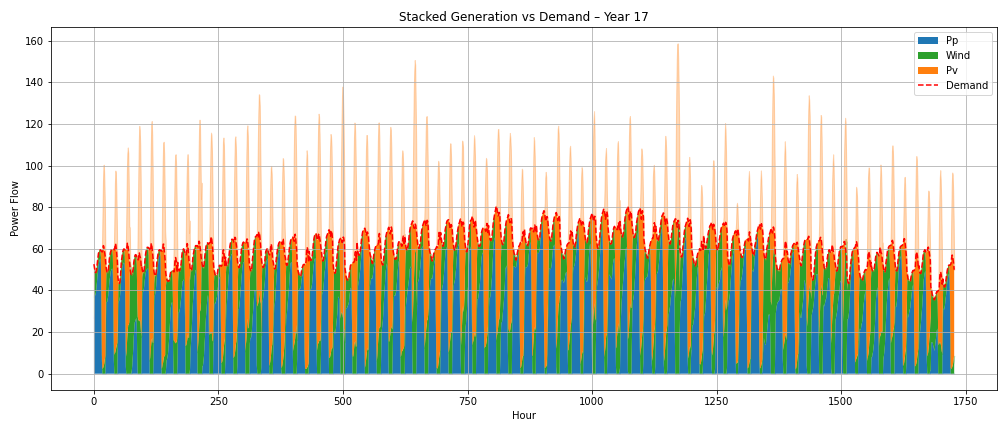 Stacked Generation vs Demand – Year 17
Pp
Wind
Pv
Demand
Power Flow
160
140
120
100
80
60
40
20
0
0 250 500 750 1000 1250 1500 1750
Hour